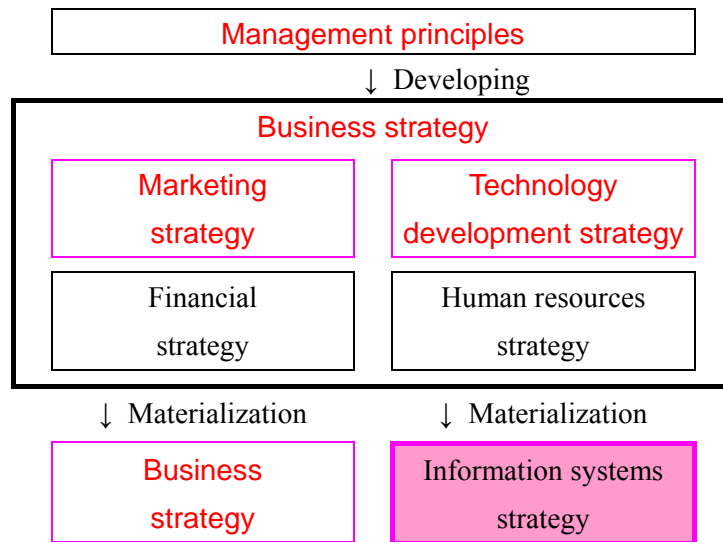 Management principles
↓ Developing
Business strategy
Marketing
strategy
Technology
development strategy
Financial
strategy
Human resources
strategy
↓ Materialization
↓ Materialization
Business
strategy
Information systems
strategy